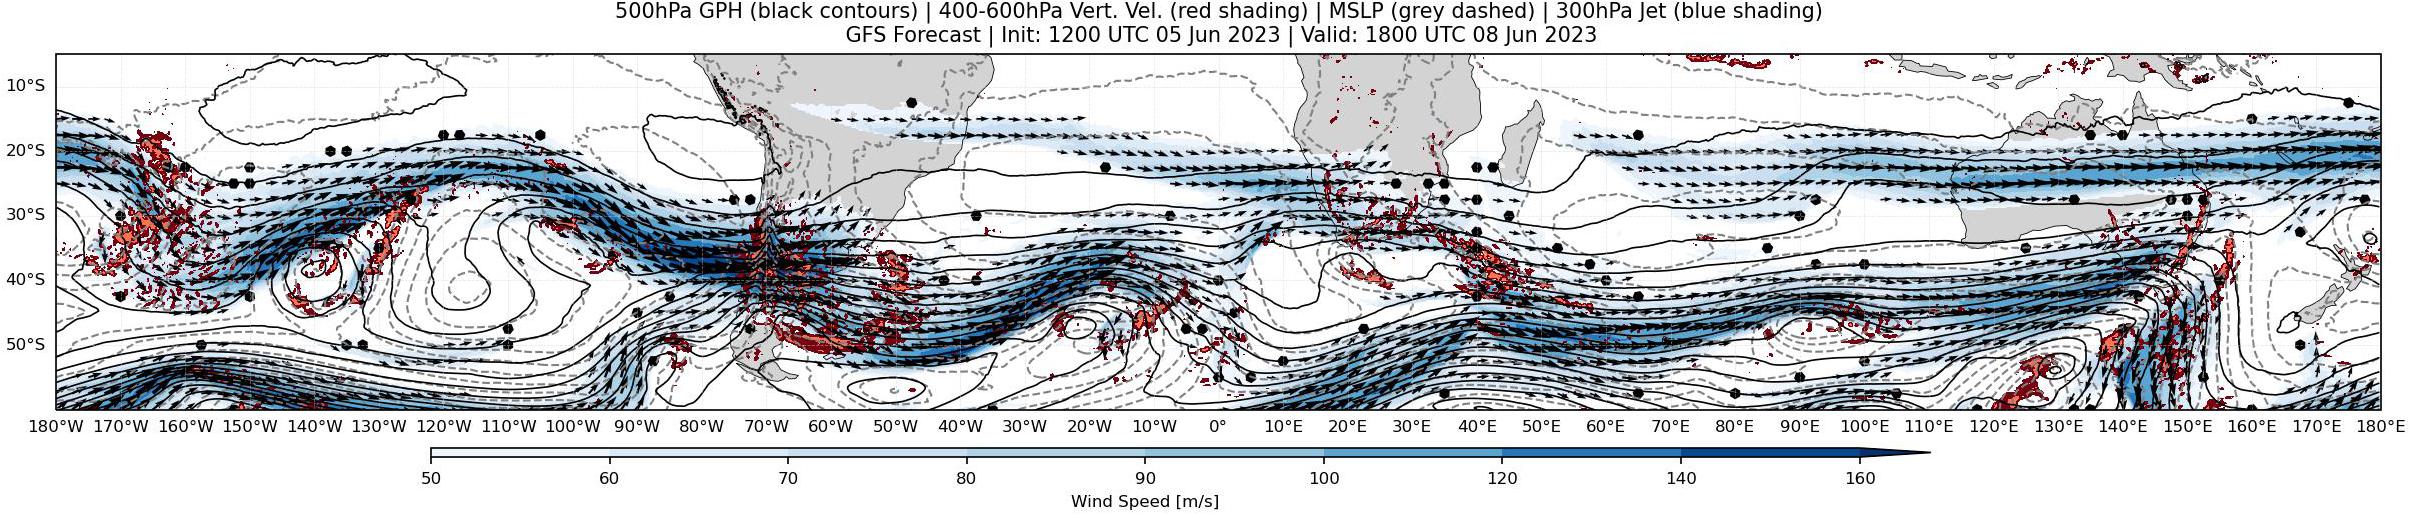 500hPa GPH (black contours) | 400-600hPa Vert. Vel. (red shading) | MSLP (grey dashed) | 300hPa Jet (blue shading)
GFS Forecast | Init: 1200 UTC 05 Jun 2023 | Valid: 1800 UTC 08 Jun 2023
10°S
20°S
30°S
40°S
50°S
180°W 170°W 160°W 150°W 140°W 130°W 120°W 110°W 100°W 90°W 80°W 70°W 60°W 50°W 40°W 30°W 20°W 10°W 0° 10°E 20°E 30°E 40°E 50°E 60°E 70°E 80°E 90°E 100°E 110°E 120°E 130°E 140°E 150°E 160°E 170°E 180°E
50 60 70 80 90 100 120 140 160
Wind Speed [m/s]